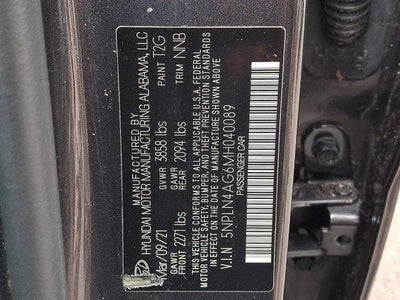 MANUFACTURED BY
HYUNDAI MOTOR MANUFACTURING ALABAMA, LLC
Mar/09/21 GVWR 3858 lbs PAINT T2G
GAWR FRONT 2271 lbs GAWR REAR 2094 lbs TRIM NNB
THIS VEHICLE CONFORMS TO ALL APPLICABLE U.S.A. FEDERAL
MOTOR VEHICLE SAFETY, BUMPER, & THEFT PREVENTION STANDARDS
IN EFFECT ON THE DATE OF MANUFACTURE SHOWN ABOVE.
V.I.N 5NPLN4AG6MH040089
PASSENGER CAR